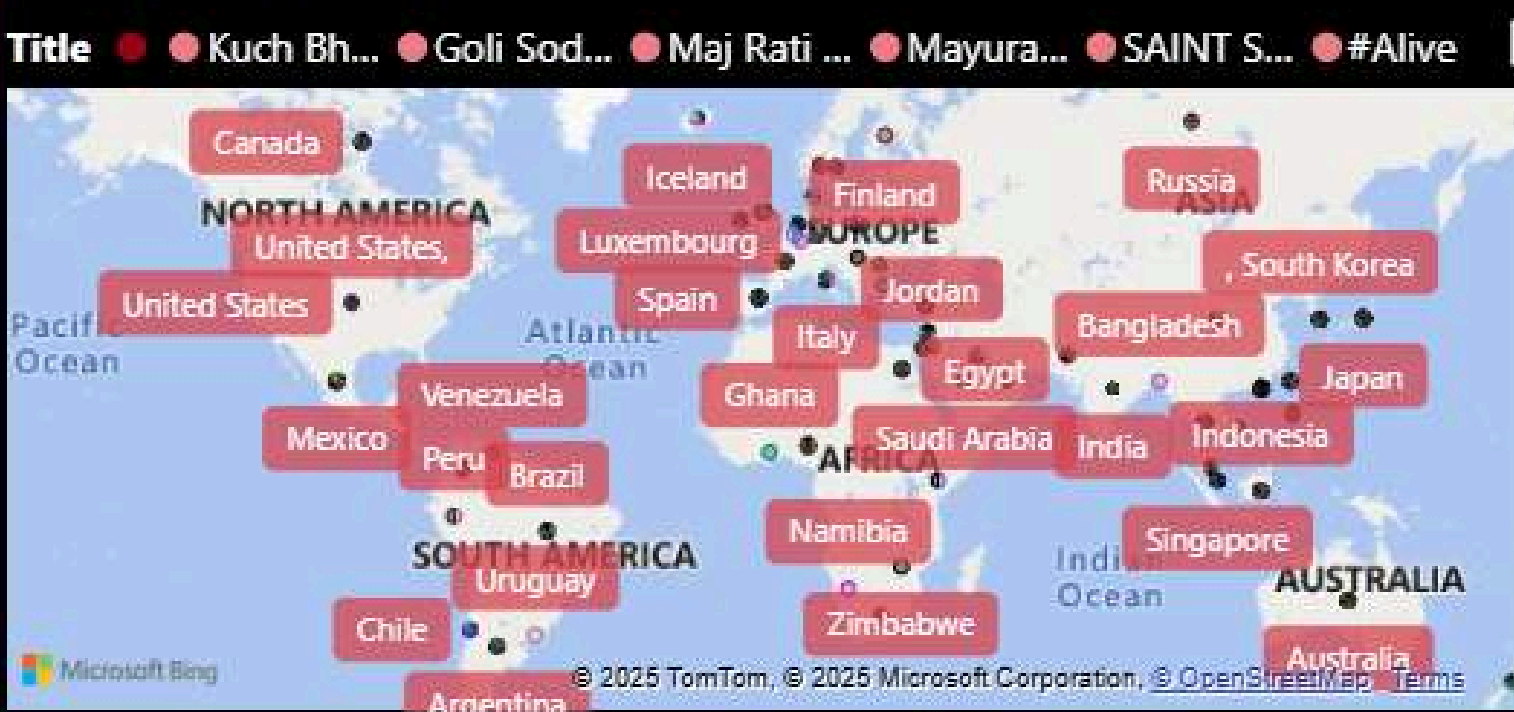 Title Kuch Bh... Goli Sod... Maj Rati ... Mayura... SAINT S... #Alive
Canada
Iceland
Finland
Russia
ASIA
NORTH AMERICA
United States,
Luxembourg
EUROPE
, South Korea
United States
Spain
Jordan
Bangladesh
Pacific
Ocean
Atlantic
Ocean
Italy
Egypt
Japan
Venezuela
Ghana
Mexico
Peru
Brazil
Saudi Arabia
India
Indonesia
AFRICA
Namibia
Singapore
SOUTH AMERICA
Uruguay
Indian
Ocean
AUSTRALIA
Chile
Zimbabwe
Australia
Microsoft Bing
© 2025 TomTom, © 2025 Microsoft Corporation, © OpenStreetMap Terms
Argentina